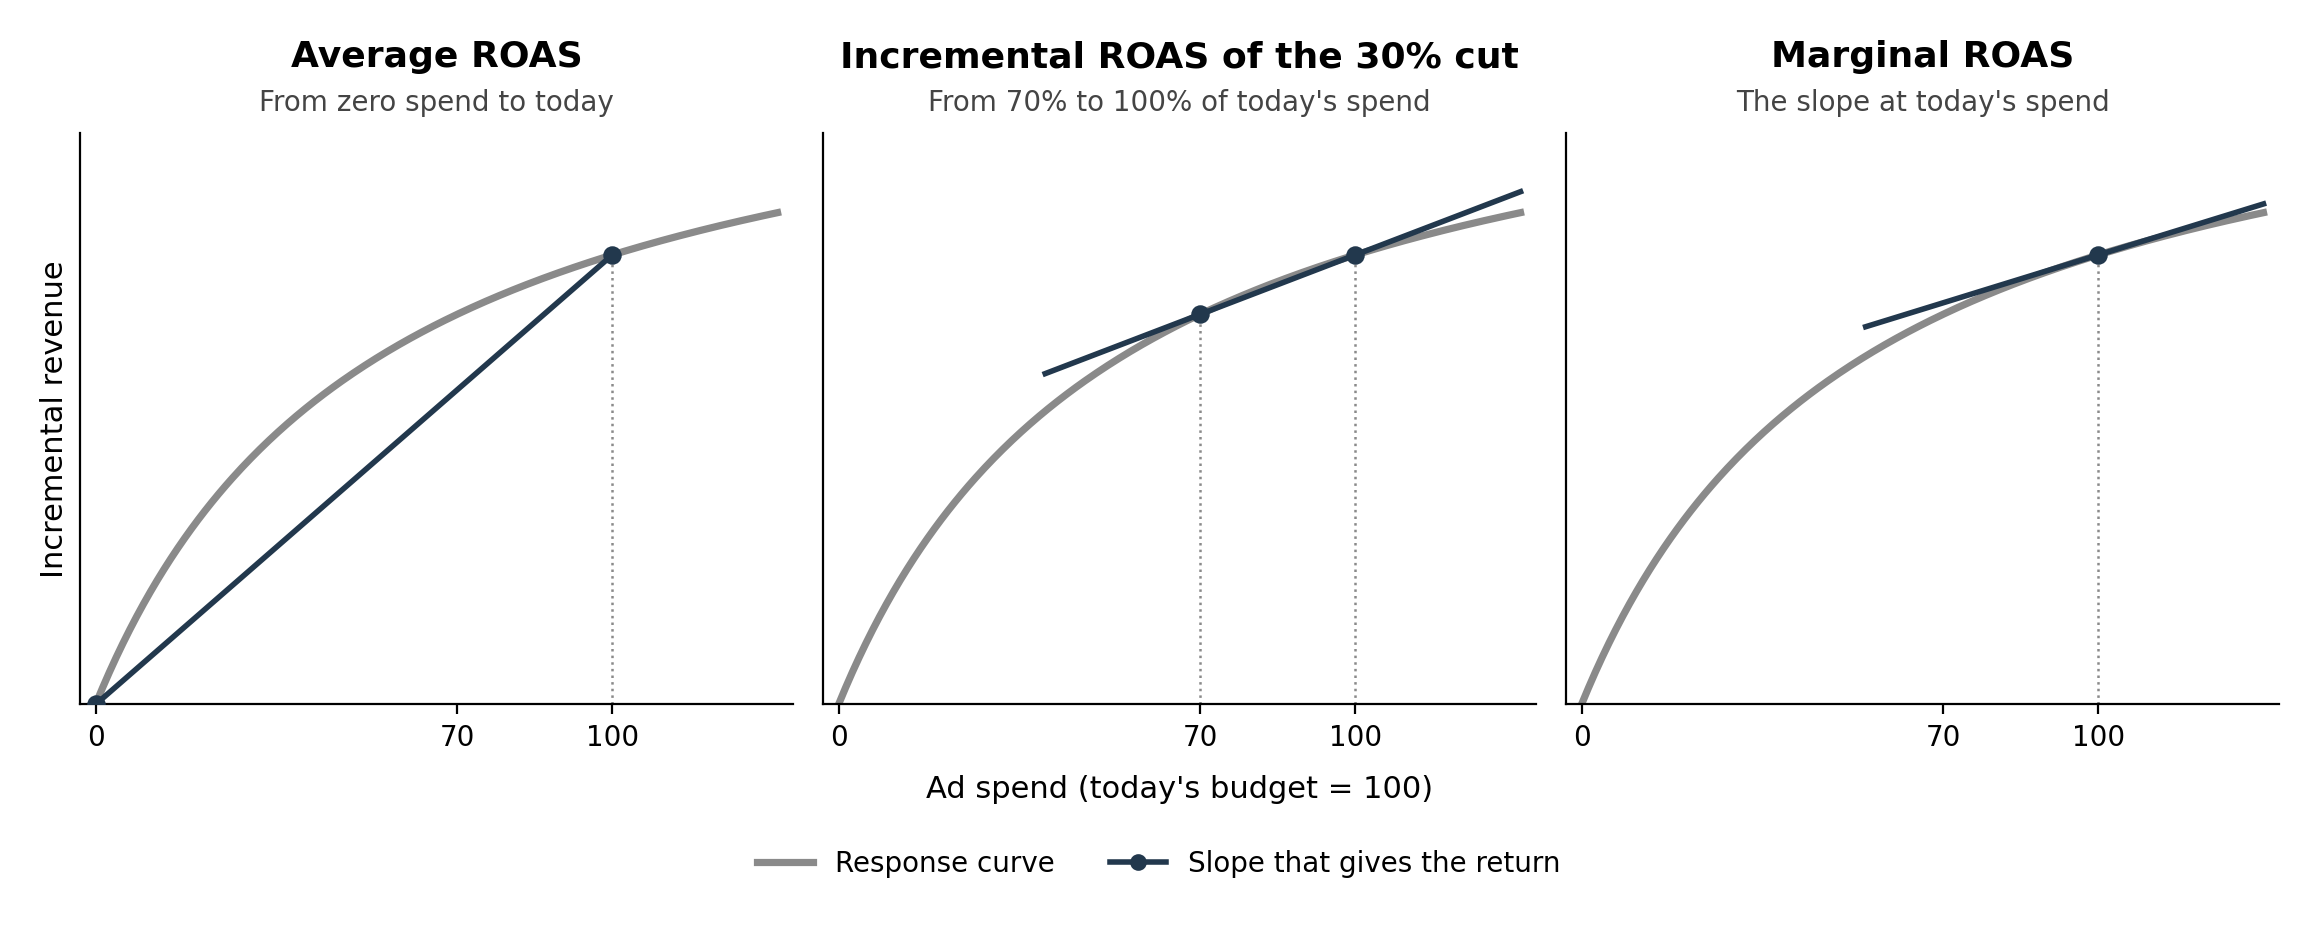 Average ROAS
From zero spend to today
Incremental ROAS of the 30% cut
From 70% to 100% of today's spend
Marginal ROAS
The slope at today's spend
Incremental revenue
0 70 100
0 70 100
0 70 100
Ad spend (today's budget = 100)
Response curve
Slope that gives the return